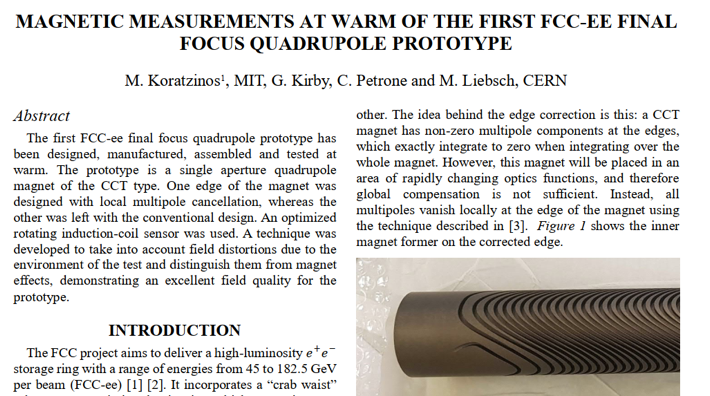 MAGNETIC MEASUREMENTS AT WARM OF THE FIRST FCC-EE FINAL
FOCUS QUADRUPOLE PROTOTYPE
M. Koratzinos¹, MIT, G. Kirby, C. Petrone and M. Liebsch, CERN
Abstract
The first FCC-ee final focus quadrupole prototype has
been designed, manufactured, assembled and tested at
warm. The prototype is a single aperture quadrupole
magnet of the CCT type. One edge of the magnet was
designed with local multipole cancellation, whereas the
other was left with the conventional design. An optimized
rotating induction-coil sensor was used. A technique was
developed to take into account field distortions due to the
environment of the test and distinguish them from magnet
effects, demonstrating an excellent field quality for the
prototype.
INTRODUCTION
The FCC project aims to deliver a high-luminosity e⁺e⁻
storage ring with a range of energies from 45 to 182.5 GeV
per beam (FCC-ee) [1] [2]. It incorporates a “crab waist”
other. The idea behind the edge correction is this: a CCT
magnet has non-zero multipole components at the edges,
which exactly integrate to zero when integrating over the
whole magnet. However, this magnet will be placed in an
area of rapidly changing optics functions, and therefore
global compensation is not sufficient. Instead, all
multipoles vanish locally at the edge of the magnet using
the technique described in [3]. Figure 1 shows the inner
magnet former on the corrected edge.